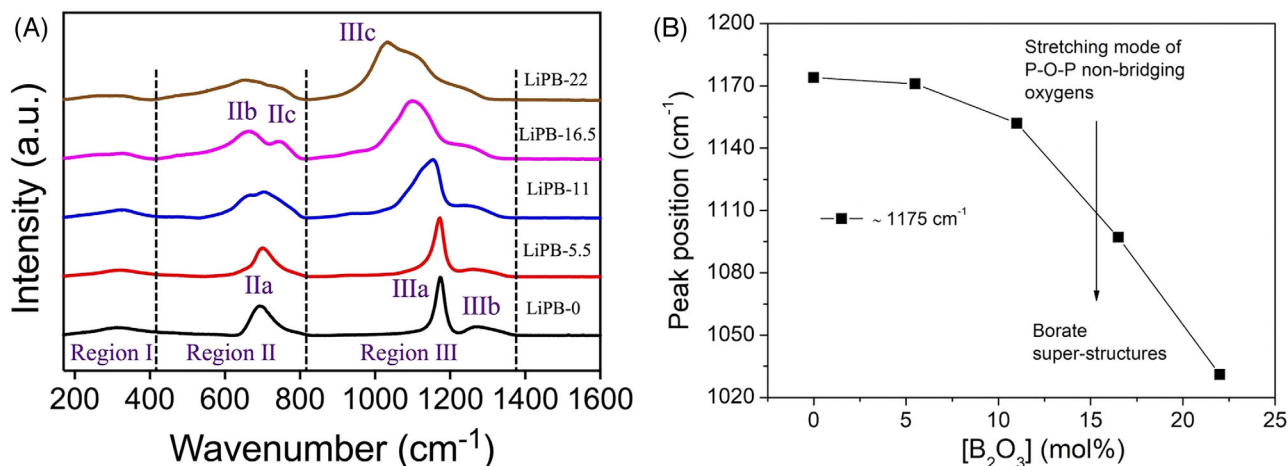 (A)
IIIc
LiPB-22
IIb
IIc
LiPB-16.5
LiPB-11
LiPB-5.5
IIa
IIIa
IIIb
LiPB-0
Region I
Region II
Region III
200 400 600 800 1000 1200 1400 1600
Wavenumber (cm⁻¹)
Intensity (a.u.)
(B)
1200
1170
1140
1110
1080
1050
1020
Peak position (cm⁻¹)
Stretching mode of
P-O-P non-bridging
oxygens
~ 1175 cm⁻¹
Borate
super-structures
0 5 10 15 20 25
[B₂O₃] (mol%)